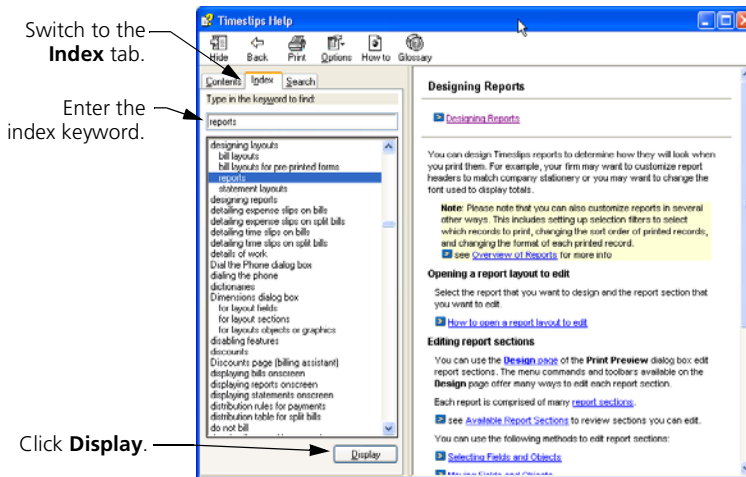 Timeslips Help
Switch to the
Index tab.
Hide Back Print Options How to Glossary
Contents Index Search
Type in the keyword to find:
Enter the
index keyword.
reports
designing layouts
bill layouts
bill layouts for pre-printed forms
reports
statement layouts
designing reports
detailing expense slips on bills
detailing expense slips on split bills
detailing time slips on bills
detailing time slips on split bills
details of work
Dial the Phone dialog box
dialing the phone
dictionaries
Dimensions dialog box
for layout fields
for layout sections
for layouts objects or graphics
disabling features
discounts
Discounts page (billing assistant)
displaying bills onscreen
displaying reports onscreen
displaying statements onscreen
distribution rules for payments
distribution table for split bills
do not bill
Click Display.
Display
Designing Reports
Designing Reports
You can design Timeslips reports to determine how they will look when
you print them. For example, your firm may want to customize report
headers to match company stationery or you may want to change the
font used to display totals.
Note: Please note that you can also customize reports in several
other ways. This includes setting up selection filters to select
which records to print, changing the sort order of printed records,
and changing the format of each printed record.
see Overview of Reports for more info
Opening a report layout to edit
Select the report that you want to design and the report section that
you want to edit.
How to open a report layout to edit
Editing report sections
You can use the Design page of the Print Preview dialog box edit
report sections. The menu commands and toolbars available on the
Design page offer many ways to edit each report section.
Each report is comprised of many report sections.
see Available Report Sections to review sections you can edit.
You can use the following methods to edit report sections:
Selecting Fields and Objects
Moving Fields and Objects